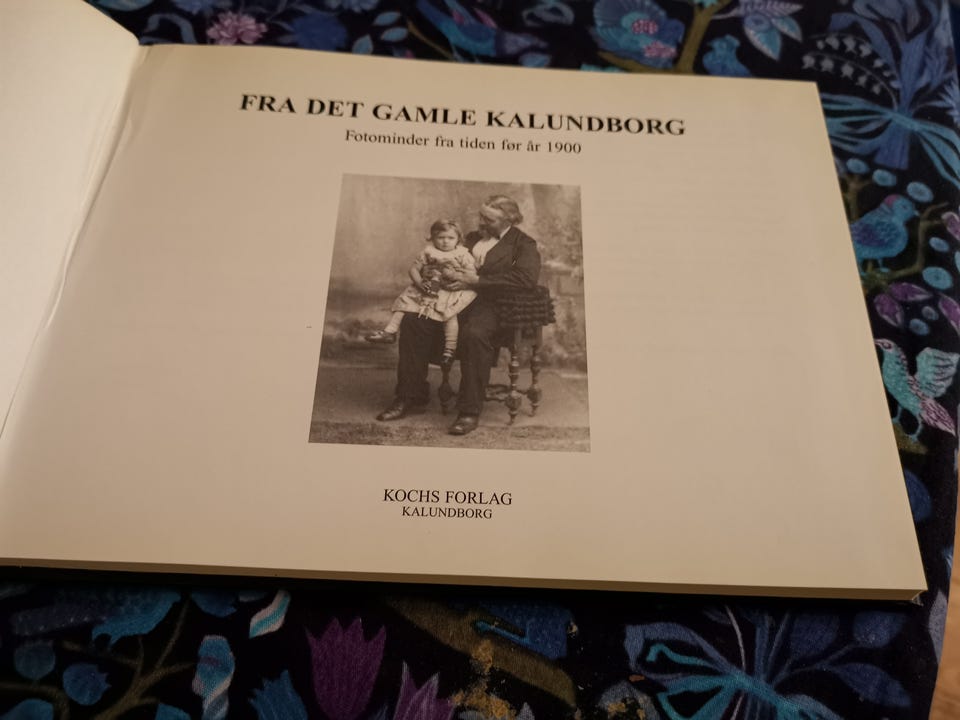 FRA DET GAMLE KALUNDBORG
Fotominder fra tiden før år 1900
KOCHS FORLAG
KALUNDBORG